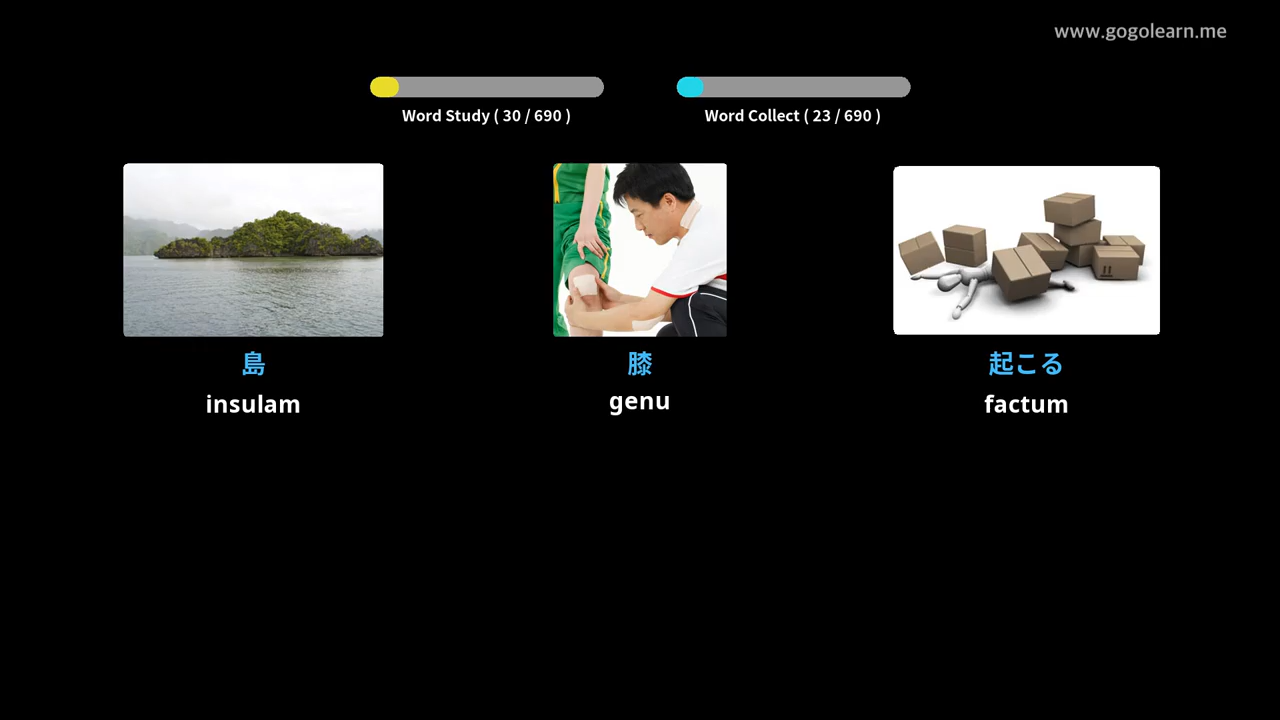 www.gogolearn.me
Word Study ( 30 / 690 )
Word Collect ( 23 / 690 )
島
膝
起こる
insulam
genu
factum